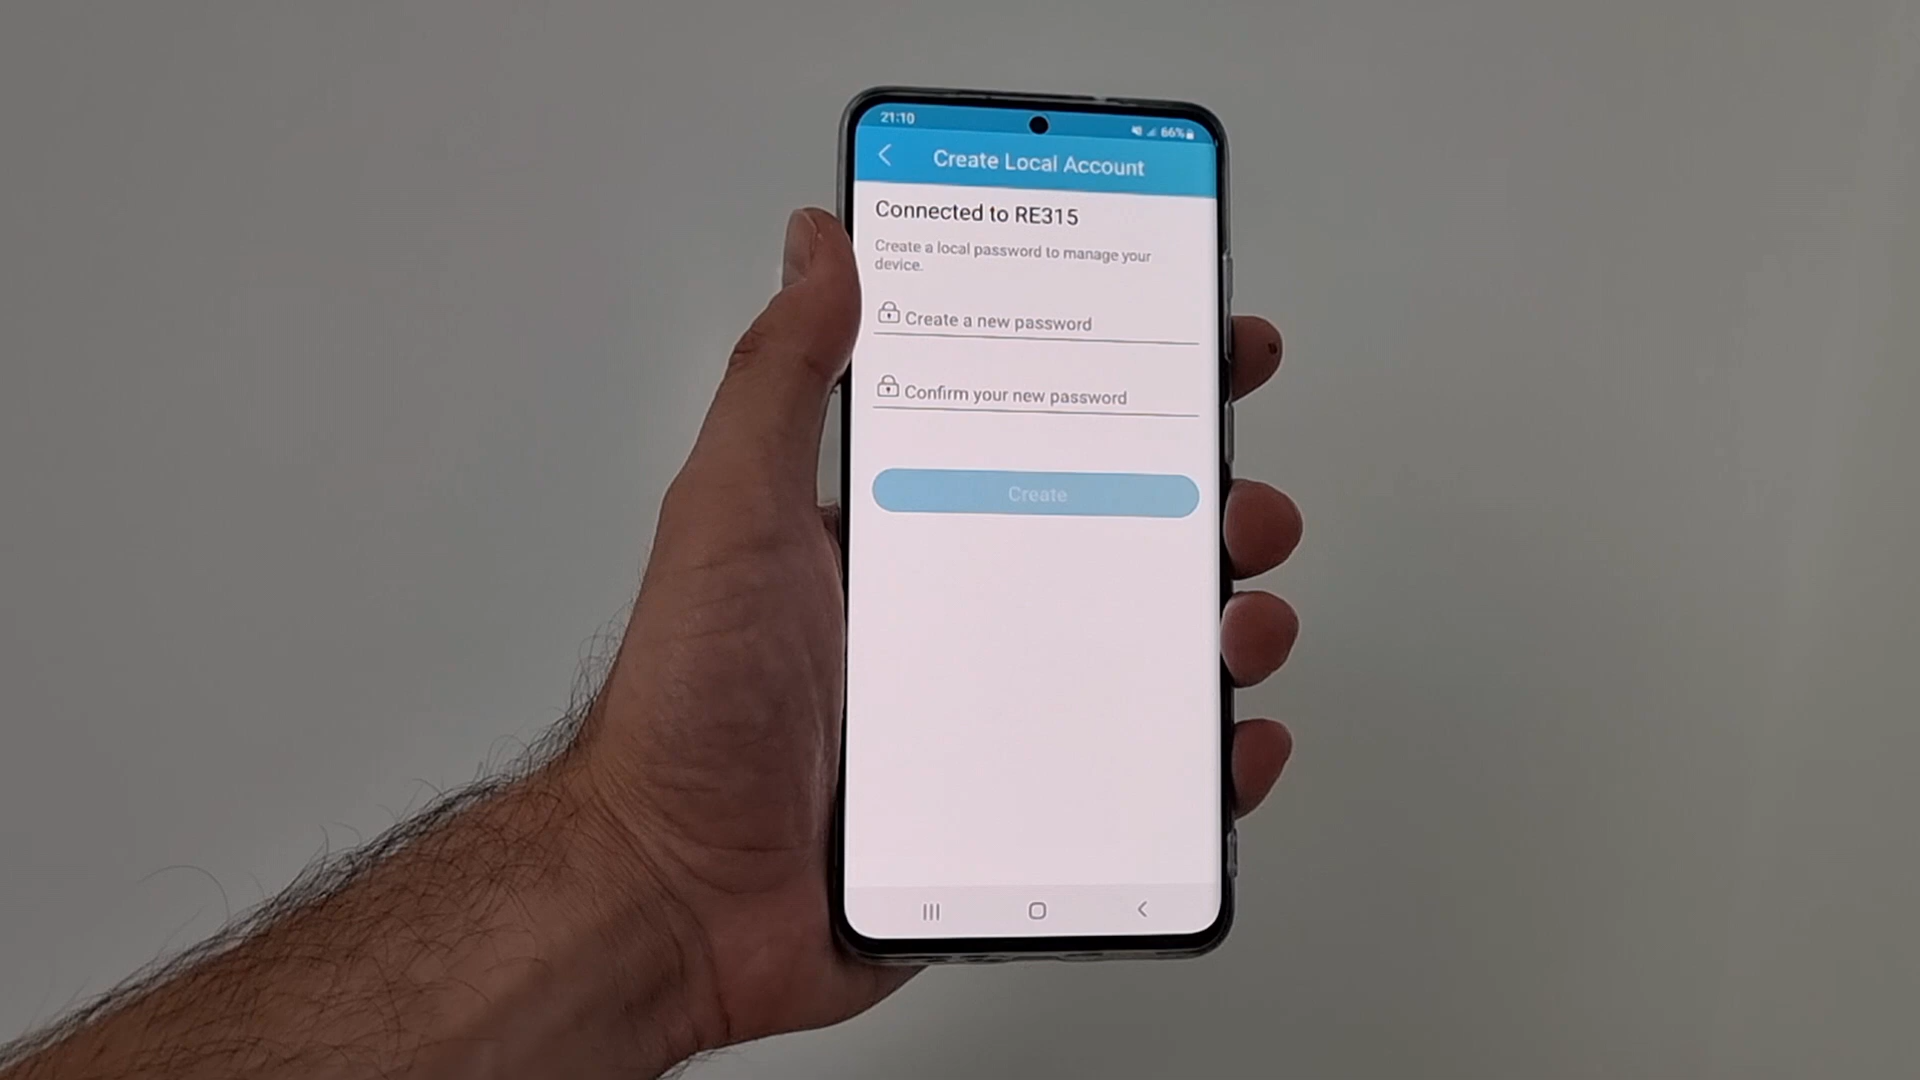 21:10
66%
Create Local Account
Connected to RE315
Create a local password to manage your
device.
Create a new password
Confirm your new password
Create